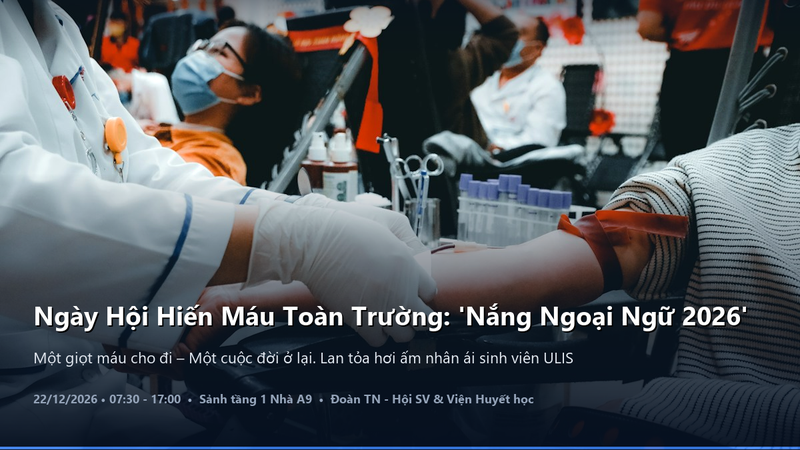 Ngày Hội Hiến Máu Toàn Trường: 'Nắng Ngoại Ngữ 2026'
Một giọt máu cho đi – Một cuộc đời ở lại. Lan tỏa hơi ấm nhân ái sinh viên ULIS
22/12/2026 • 07:30 - 17:00 • Sảnh tầng 1 Nhà A9 • Đoàn TN - Hội SV & Viện Huyết học